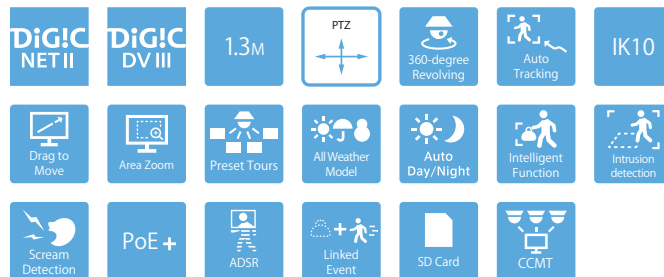 DiG!C
NET II
DiG!C
DV III
1.3M
PTZ
360-degree
Revolving
Auto
Tracking
IK10
Drag to
Move
Area Zoom
Preset Tours
All Weather
Model
Auto
Day/Night
Intelligent
Function
Intrusion
detection
Scream
Detection
PoE+
ADSR
Linked
Event
SD Card
CCMT